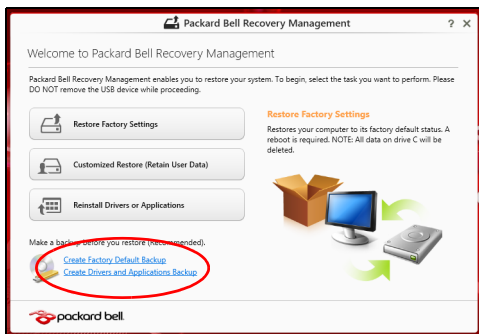 Packard Bell Recovery Management
? X
Welcome to Packard Bell Recovery Management
Packard Bell Recovery Management enables you to restore your system. To begin, select the task you want to perform. Please
DO NOT remove the USB device while proceeding.
Restore Factory Settings
Customized Restore (Retain User Data)
Reinstall Drivers or Applications
Restore Factory Settings
Restores your computer to its factory default status. A
reboot is required. NOTE: All data on drive C will be
deleted.
Make a backup before you restore (Recommended).
Create Factory Default Backup
Create Drivers and Applications Backup
packard bell.